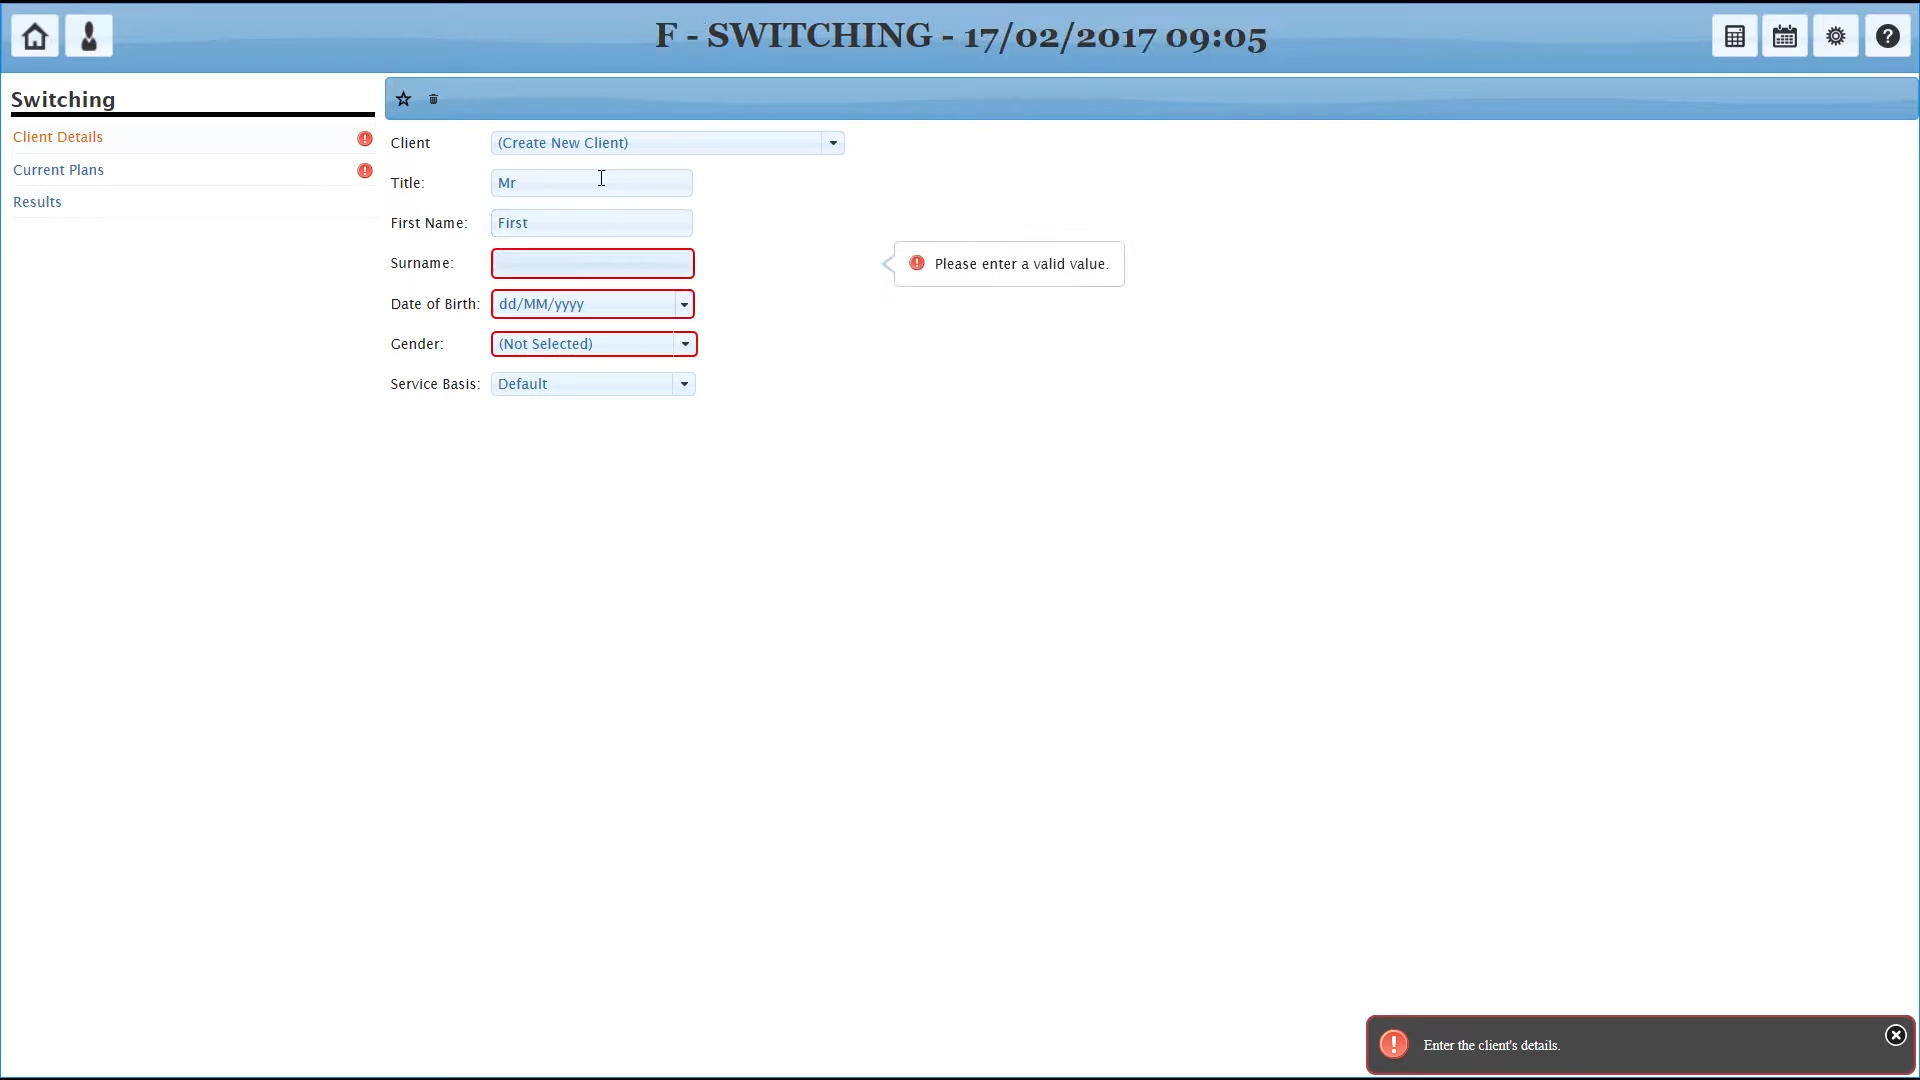 F - SWITCHING - 17/02/2017 09:05
Switching
Client Details
Current Plans
Results
Client (Create New Client)
Title: Mr
First Name: First
Surname:
Please enter a valid value.
Date of Birth: dd/MM/yyyy
Gender: (Not Selected)
Service Basis: Default
Enter the client's details.